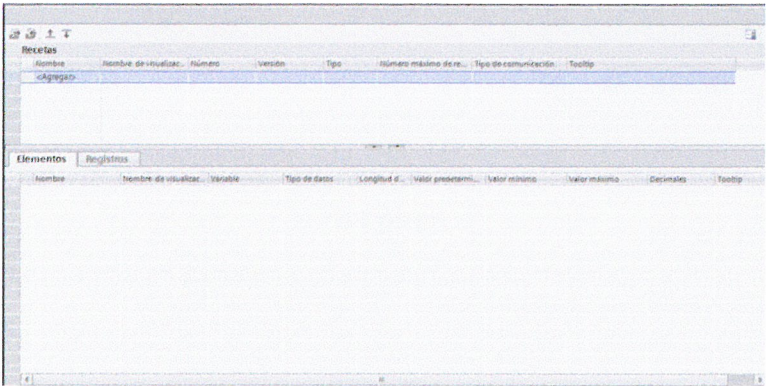 Recetas
Nombre Nombre de visualizac... Número Versión Tipo Número máximo de re... Tipo de comunicación Tooltip
<Agregar>
Elementos Registros
Nombre Nombre de visualizac... Variable Tipo de datos Longitud d... Valor predetermi... Valor mínimo Valor máximo Decimales Tooltip